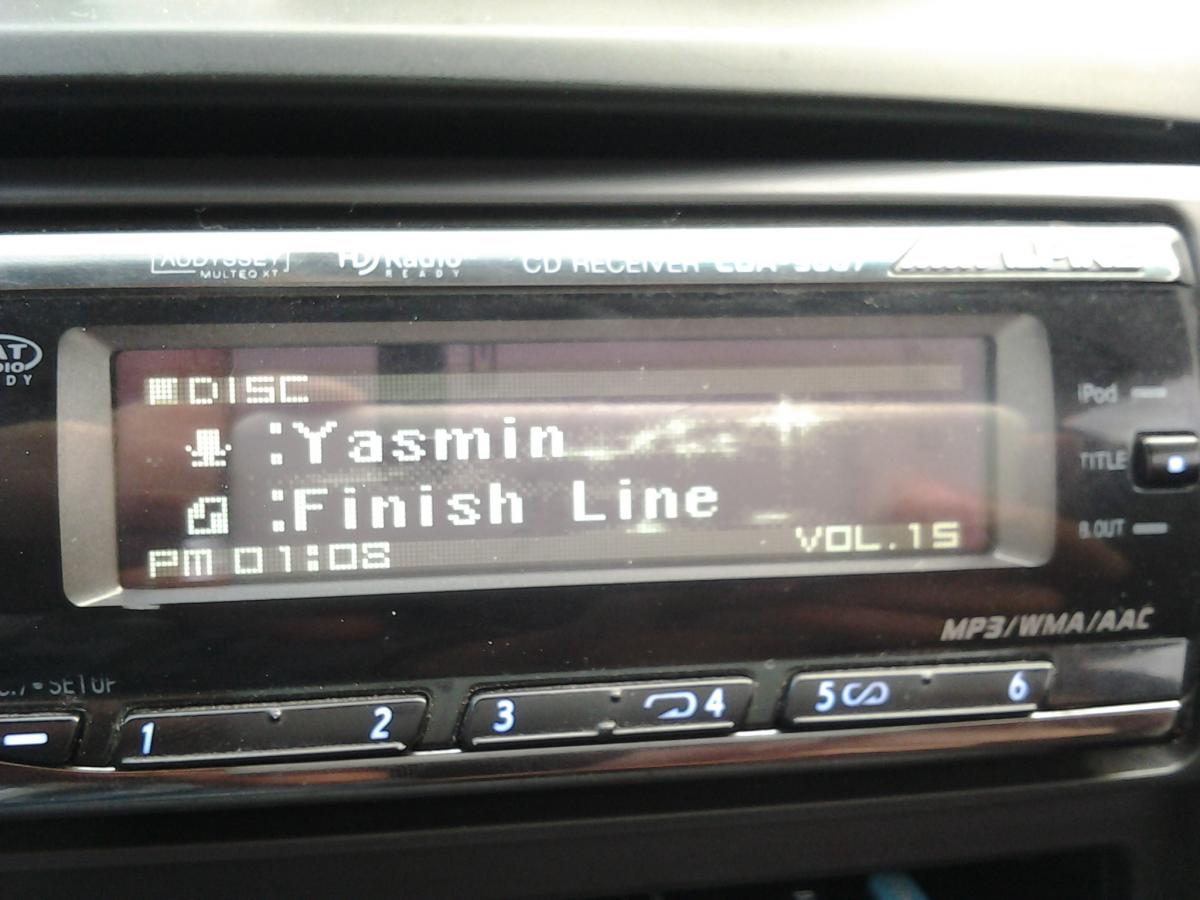 AUDYSSEY
MULTEQ XT
HD Radio
READY
CD RECEIVER
DISC
:Yasmin
:Finish Line
PM 01:08
VOL.15
iPod
TITLE
B.OUT
MP3/WMA/AAC
SETUP
1 2 3 4 5 6